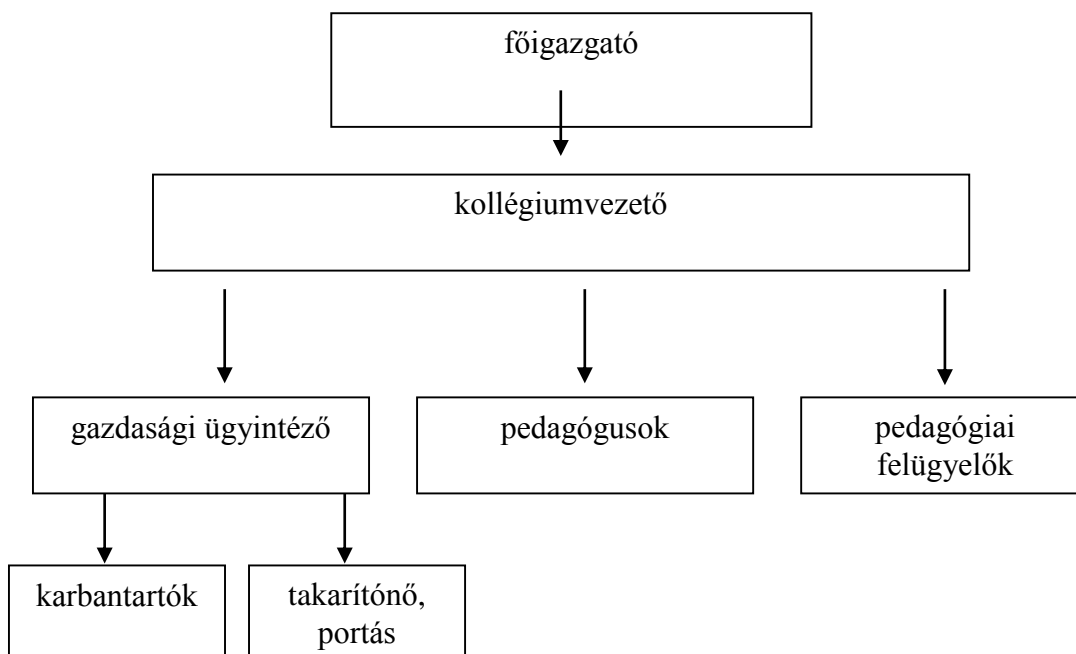 főigazgató
kollégiumvezető
gazdasági ügyintéző
pedagógusok
pedagógiai
felügyelők
karbantartók
takarítónő,
portás